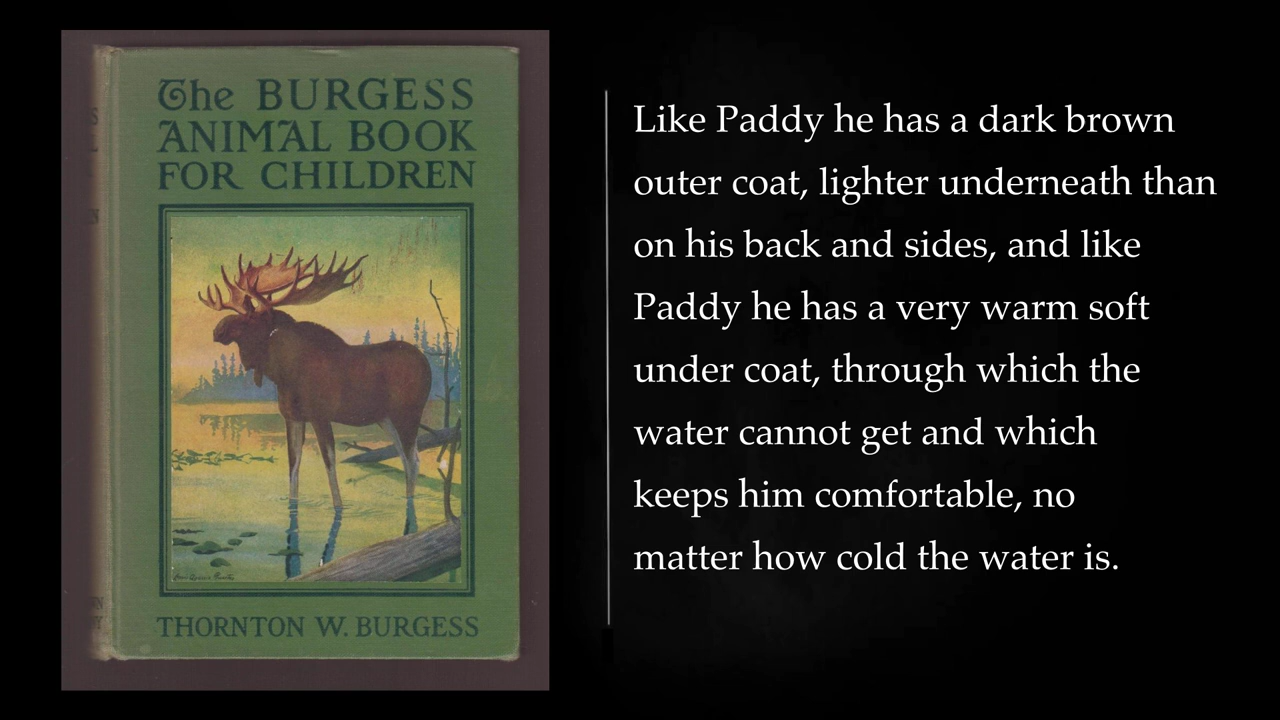 The BURGESS
ANIMAL BOOK
FOR CHILDREN
THORNTON W. BURGESS
Like Paddy he has a dark brown
outer coat, lighter underneath than
on his back and sides, and like
Paddy he has a very warm soft
under coat, through which the
water cannot get and which
keeps him comfortable, no
matter how cold the water is.